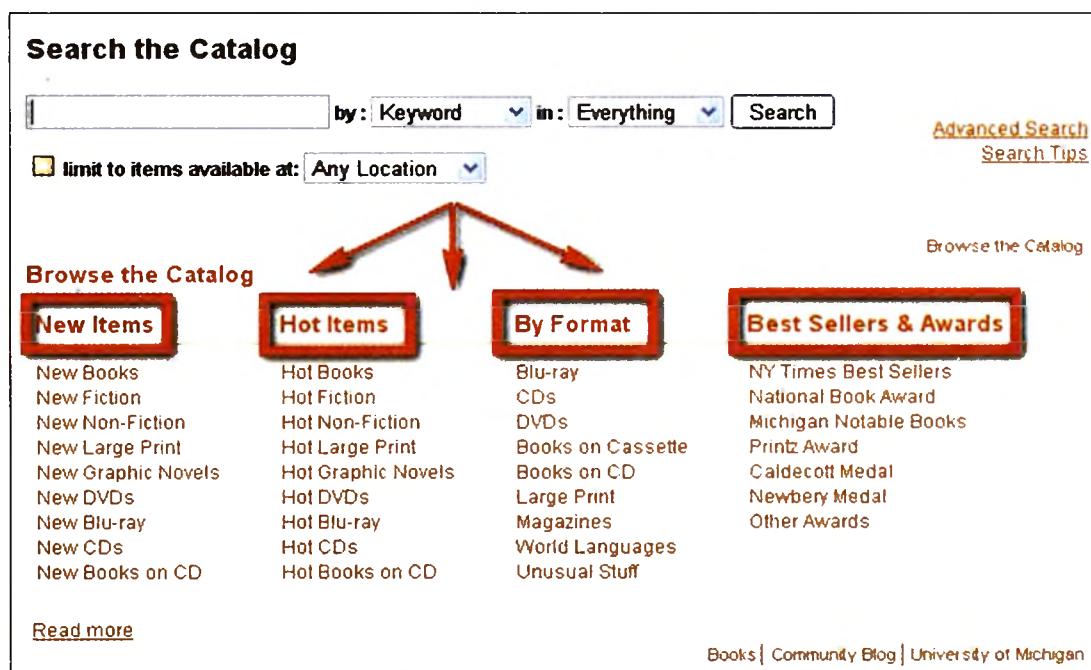 Search the Catalog
by: Keyword in: Everything Search
Advanced Search
Search Tips
limit to items available at: Any Location
Browse the Catalog
Browse the Catalog
New Items
New Books
New Fiction
New Non-Fiction
New Large Print
New Graphic Novels
New DVDs
New Blu-ray
New CDs
New Books on CD
Hot Items
Hot Books
Hot Fiction
Hot Non-Fiction
Hot Large Print
Hot Graphic Novels
Hot DVDs
Hot Blu-ray
Hot CDs
Hot Books on CD
By Format
Blu-ray
CDs
DVDs
Books on Cassette
Books on CD
Large Print
Magazines
World Languages
Unusual Stuff
Best Sellers & Awards
NY Times Best Sellers
National Book Award
Michigan Notable Books
Printz Award
Caldecott Medal
Newbery Medal
Other Awards
Read more
Books | Community Blog | University of Michigan